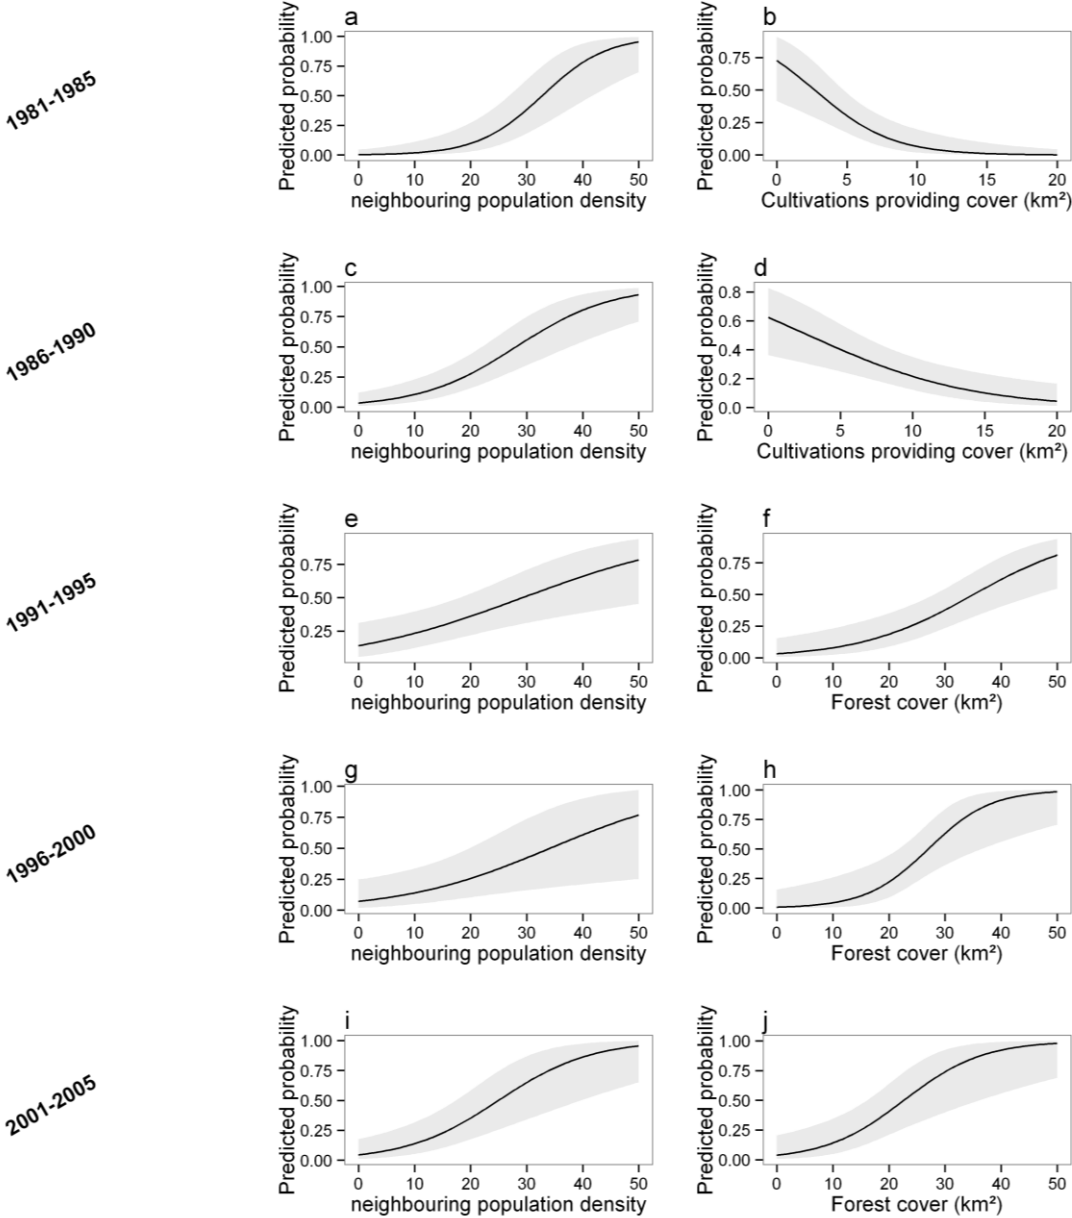 1981-1985
a
Predicted probability
1.00
0.75
0.50
0.25
0.00
0 10 20 30 40 50
neighbouring population density
b
Predicted probability
0.75
0.50
0.25
0.00
0 5 10 15 20
Cultivations providing cover (km²)
1986-1990
c
Predicted probability
1.00
0.75
0.50
0.25
0.00
0 10 20 30 40 50
neighbouring population density
d
Predicted probability
0.8
0.6
0.4
0.2
0.0
0 5 10 15 20
Cultivations providing cover (km²)
1991-1995
e
Predicted probability
0.75
0.50
0.25
0 10 20 30 40 50
neighbouring population density
f
Predicted probability
0.75
0.50
0.25
0.00
0 10 20 30 40 50
Forest cover (km²)
1996-2000
g
Predicted probability
1.00
0.75
0.50
0.25
0.00
0 10 20 30 40 50
neighbouring population density
h
Predicted probability
1.00
0.75
0.50
0.25
0.00
0 10 20 30 40 50
Forest cover (km²)
2001-2005
i
Predicted probability
1.00
0.75
0.50
0.25
0.00
0 10 20 30 40 50
neighbouring population density
j
Predicted probability
1.00
0.75
0.50
0.25
0.00
0 10 20 30 40 50
Forest cover (km²)